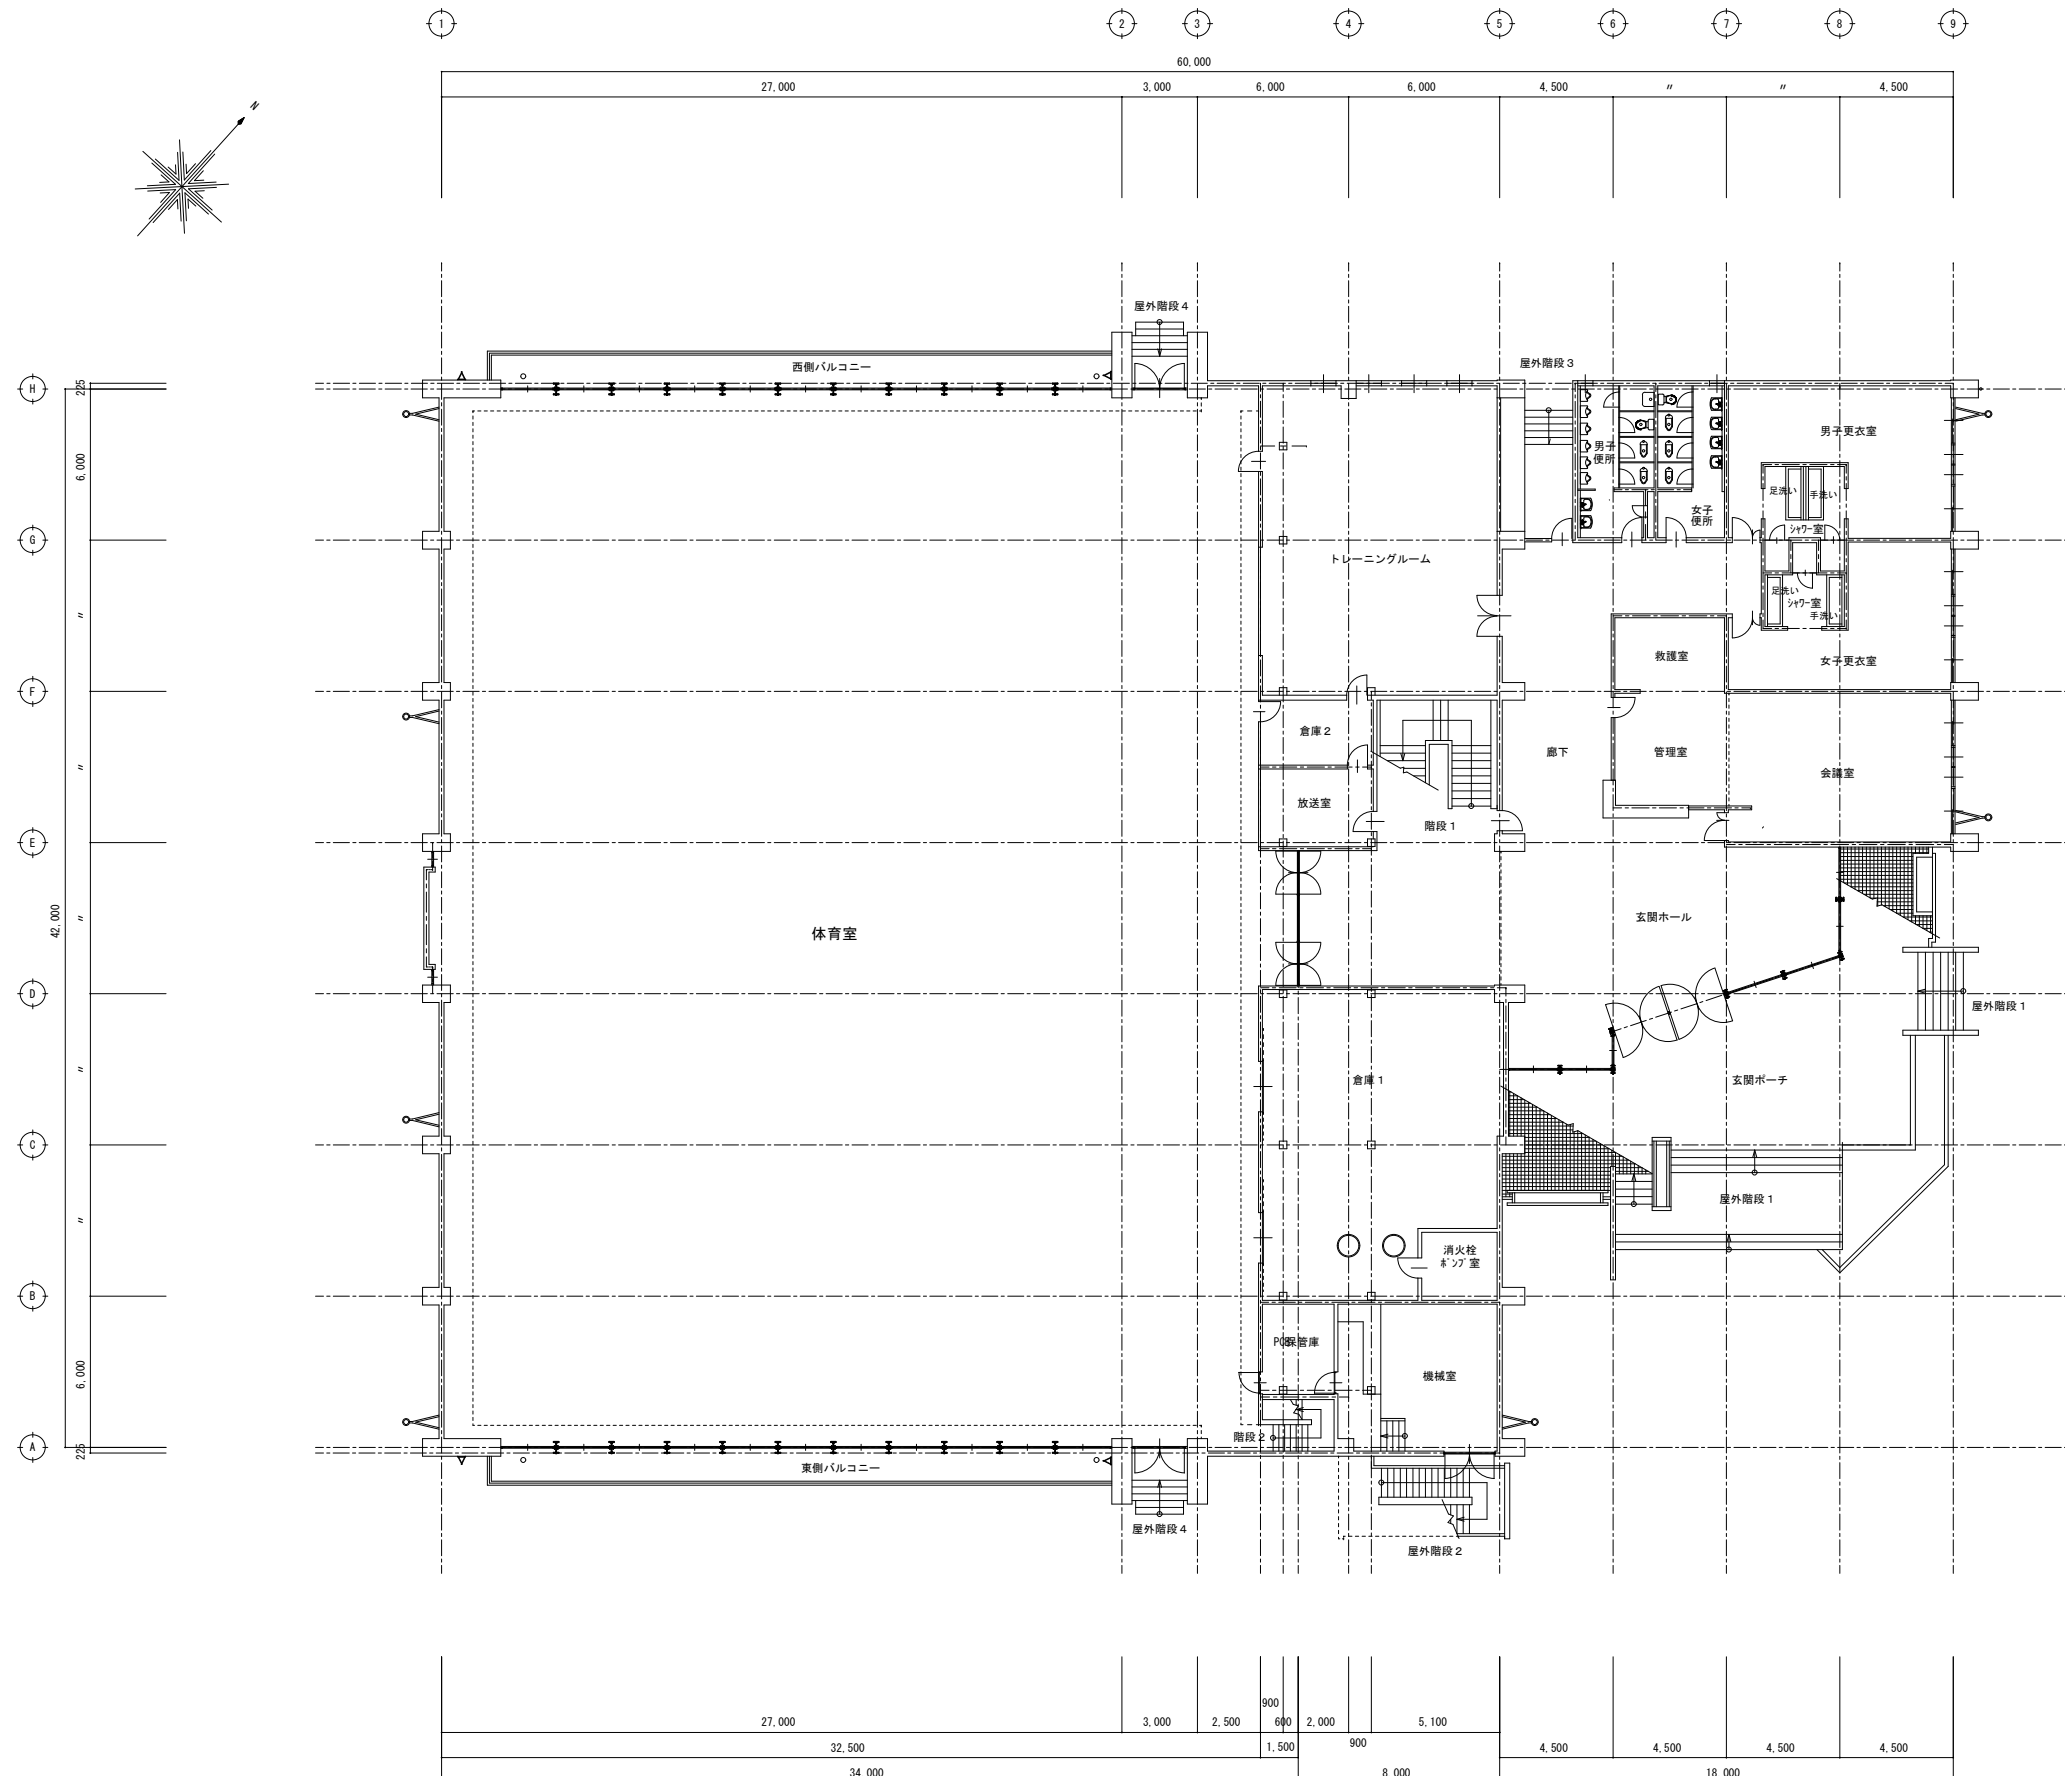 1 2 3 4 5 6 7 8 9
60,000
27,000 3,000 6,000 6,000 4,500 〃 〃 4,500
N
屋外階段4
西側バルコニー
屋外階段3
H
225
男子更衣室
男子
便所
6,000
足洗い 手洗い
女子
便所
シャワー室
G
トレーニングルーム
足洗い
シャワー室
手洗い
〃
救護室
女子更衣室
F
倉庫2
廊下
管理室
〃
会議室
放送室
階段1
E
42,000
〃
体育室
玄関ホール
D
屋外階段1
〃
倉庫1
玄関ポーチ
C
屋外階段1
〃
消火栓
ポンプ室
B
保管庫
6,000
機械室
階段2
A
225
東側バルコニー
屋外階段4
屋外階段2
900
27,000 3,000 2,500 600 2,000 5,100
32,500 1,500 900 4,500 4,500 4,500 4,500
34,000 8,000 18,000